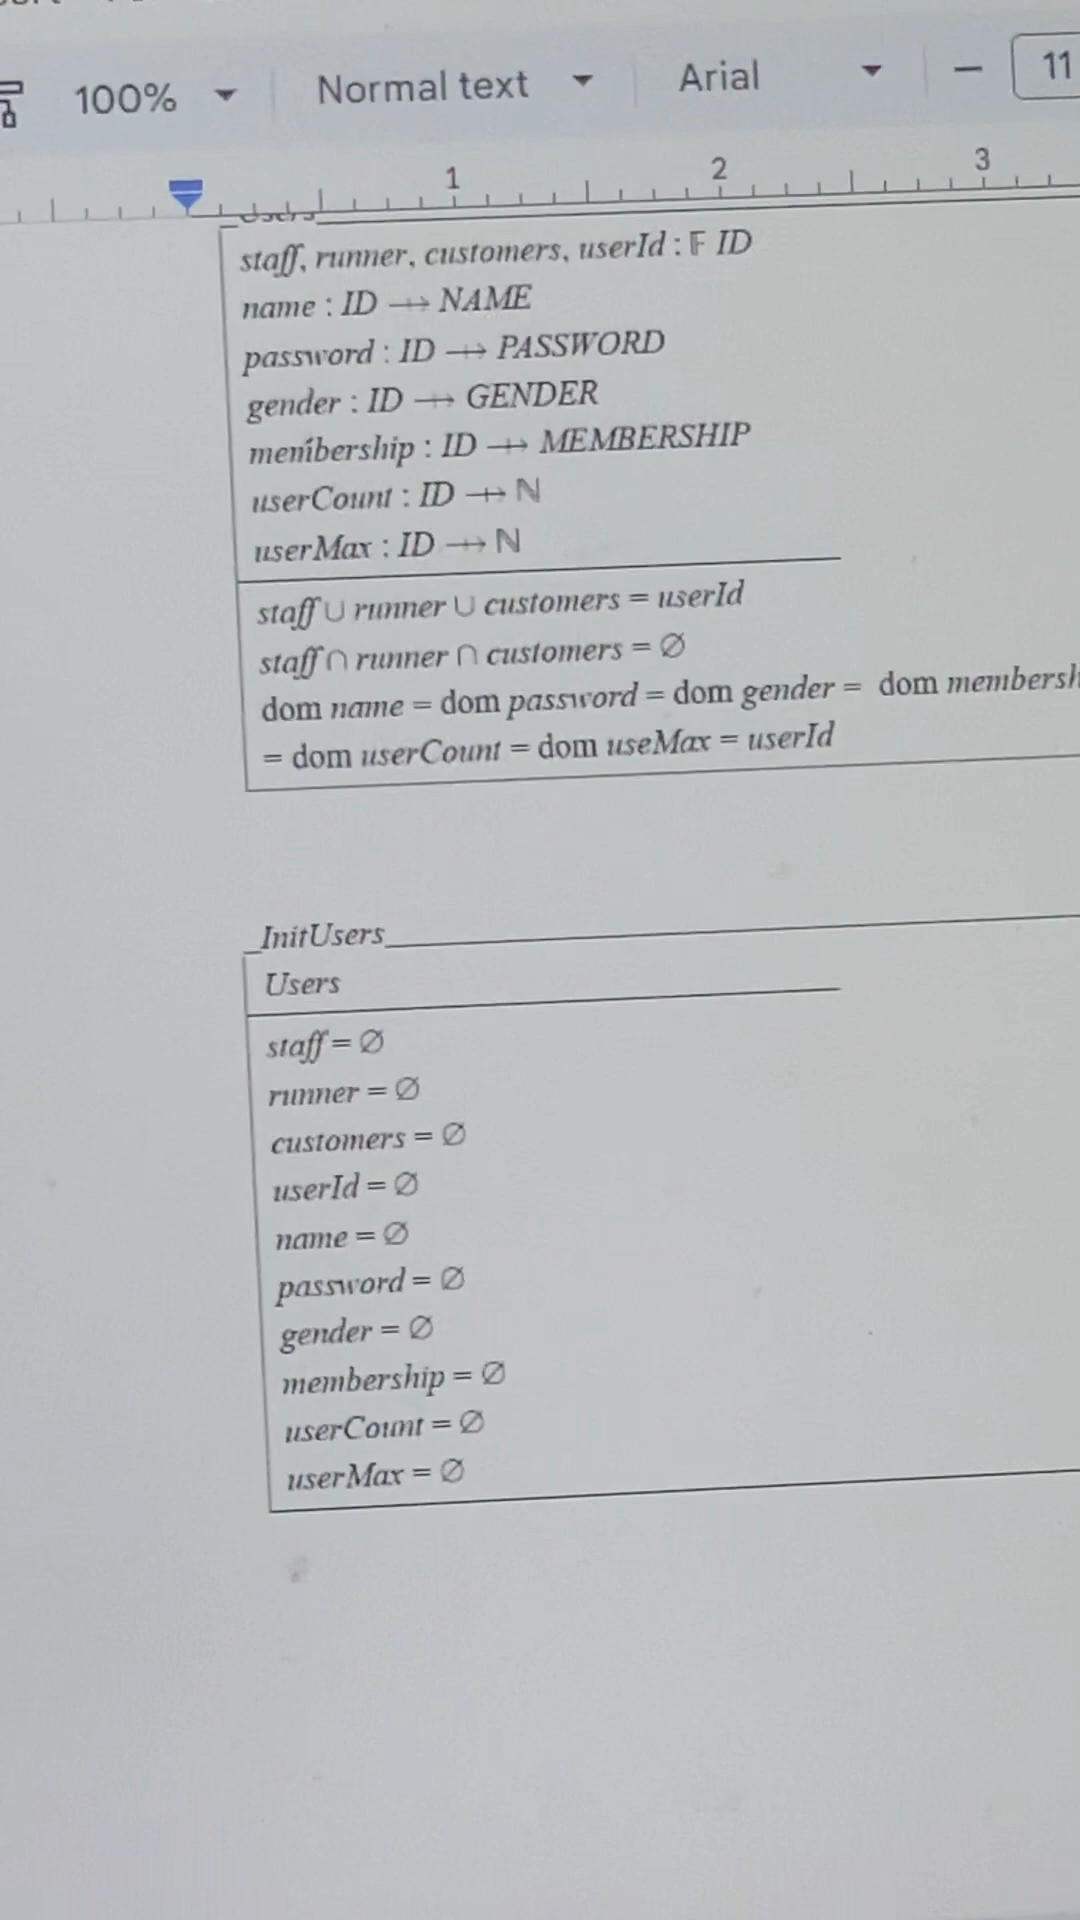 100% Normal text Arial 11
1 2 3
Users
staff, runner, customers, userId : 𝔽 ID
name : ID ⇸ NAME
password : ID ⇸ PASSWORD
gender : ID ⇸ GENDER
membership : ID ⇸ MEMBERSHIP
userCount : ID ⇸ ℕ
userMax : ID ⇸ ℕ
staff ∪ runner ∪ customers = userId
staff ∩ runner ∩ customers = ∅
dom name = dom password = dom gender = dom membersh
= dom userCount = dom useMax = userId
InitUsers
Users
staff = ∅
runner = ∅
customers = ∅
userId = ∅
name = ∅
password = ∅
gender = ∅
membership = ∅
userCount = ∅
userMax = ∅